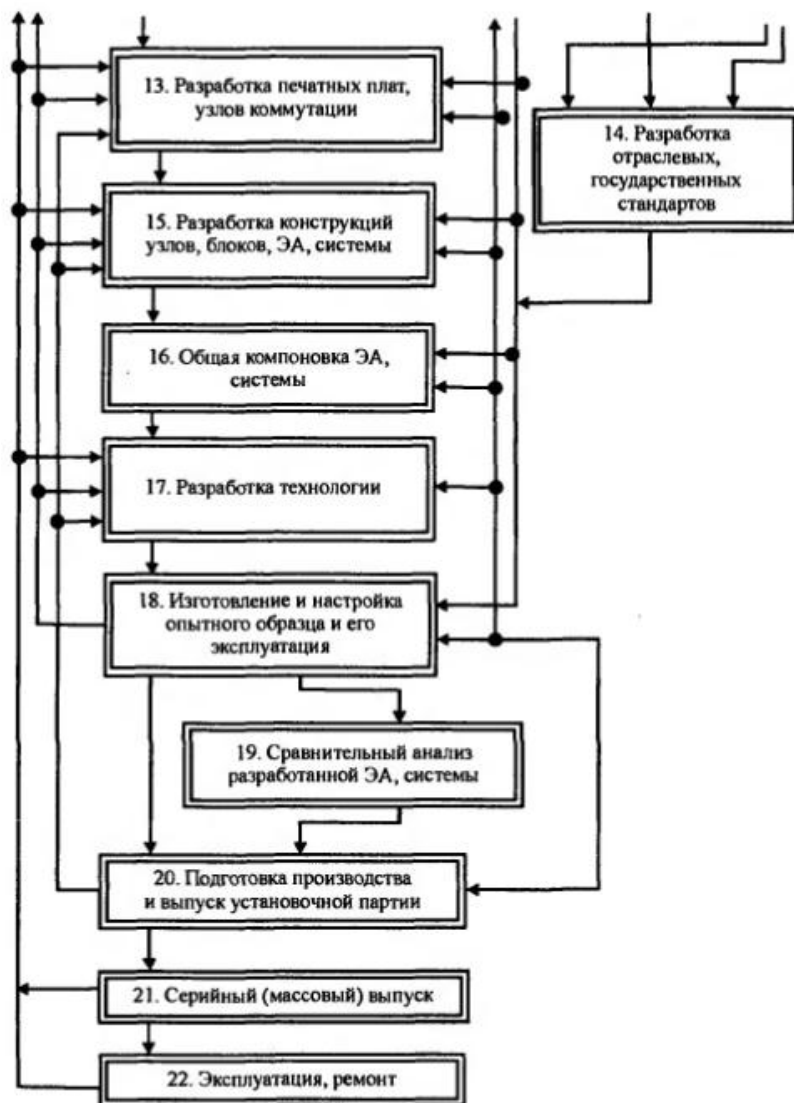 13. Разработка печатных плат,
узлов коммутации
14. Разработка
отраслевых,
государственных
стандартов
15. Разработка конструкций
узлов, блоков, ЭА, системы
16. Общая компоновка ЭА,
системы
17. Разработка технологии
18. Изготовление и настройка
опытного образца и его
эксплуатация
19. Сравнительный анализ
разработанной ЭА, системы
20. Подготовка производства
и выпуск установочной партии
21. Серийный (массовый) выпуск
22. Эксплуатация, ремонт